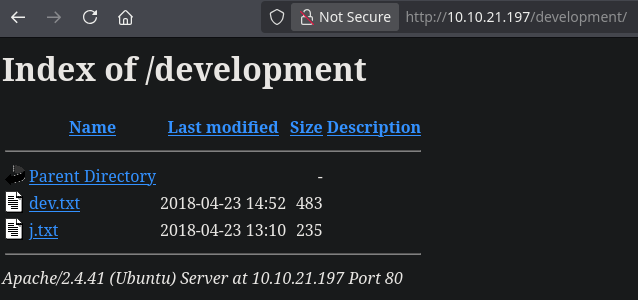 Not Secure http://10.10.21.197/development/
Index of /development
Name Last modified Size Description
Parent Directory -
dev.txt 2018-04-23 14:52 483
j.txt 2018-04-23 13:10 235
Apache/2.4.41 (Ubuntu) Server at 10.10.21.197 Port 80